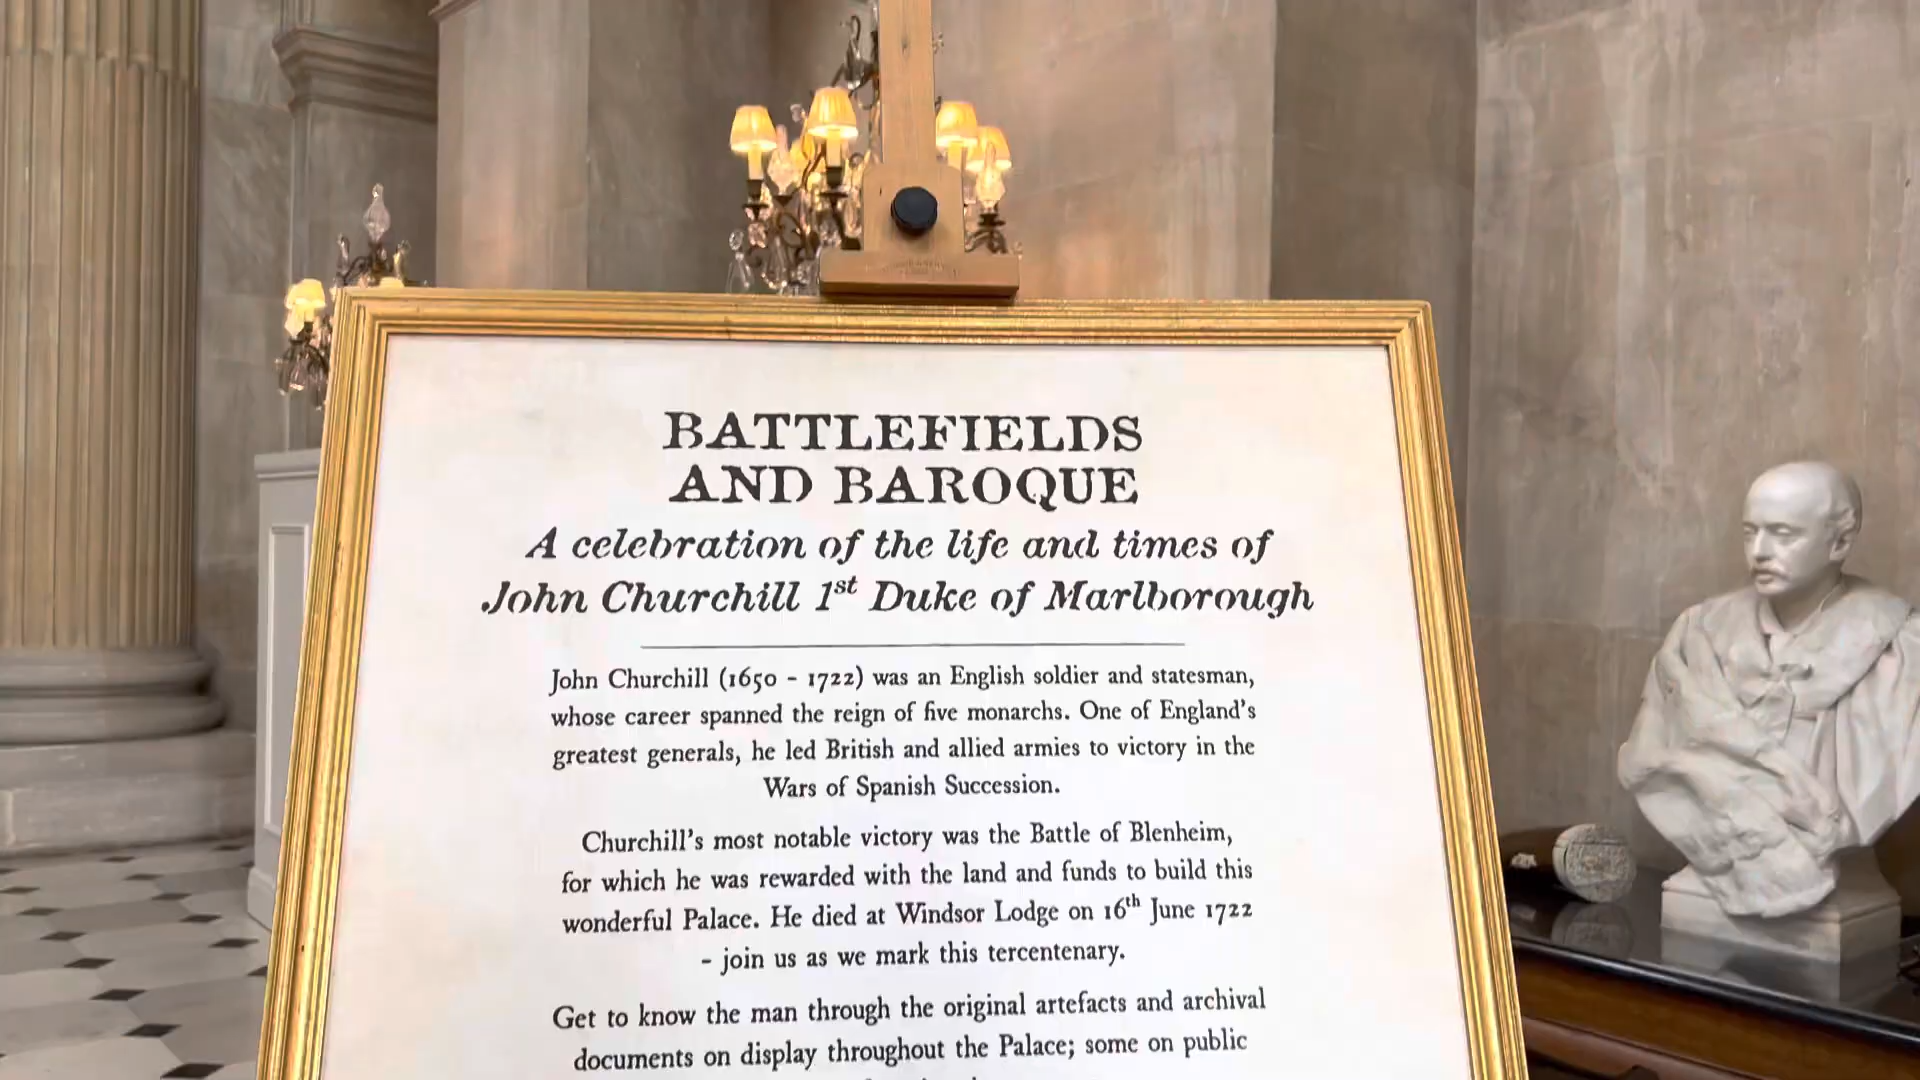 BATTLEFIELDS
AND BAROQUE
A celebration of the life and times of
John Churchill 1st Duke of Marlborough
John Churchill (1650 - 1722) was an English soldier and statesman,
whose career spanned the reign of five monarchs. One of England's
greatest generals, he led British and allied armies to victory in the
Wars of Spanish Succession.
Churchill's most notable victory was the Battle of Blenheim,
for which he was rewarded with the land and funds to build this
wonderful Palace. He died at Windsor Lodge on 16th June 1722
- join us as we mark this tercentenary.
Get to know the man through the original artefacts and archival
documents on display throughout the Palace; some on public